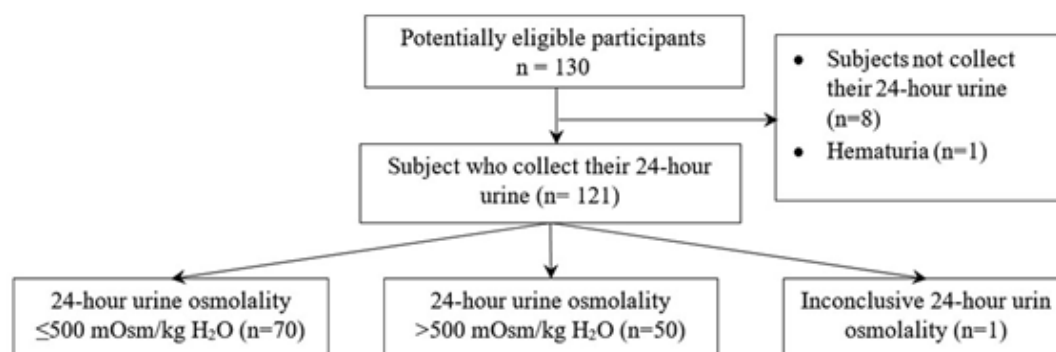 Potentially eligible participants
n = 130
● Subjects not collect
their 24-hour urine
(n=8)
● Hematuria (n=1)
Subject who collect their 24-hour
urine (n= 121)
24-hour urine osmolality
≤500 mOsm/kg H₂O (n=70)
24-hour urine osmolality
>500 mOsm/kg H₂O (n=50)
Inconclusive 24-hour urin
osmolality (n=1)